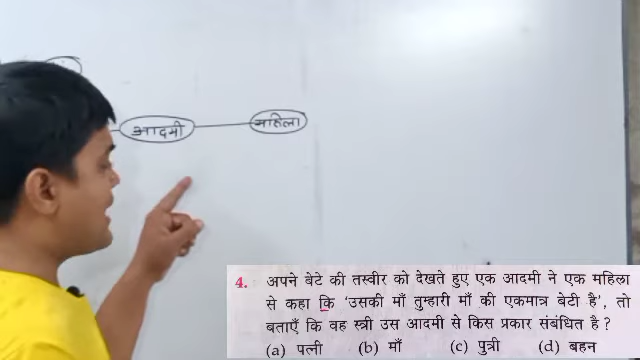 आदमी
महिला
4. अपने बेटे की तस्वीर को देखते हुए एक आदमी ने एक महिला
से कहा कि 'उसकी माँ तुम्हारी माँ की एकमात्र बेटी है', तो
बताएँ कि वह स्त्री उस आदमी से किस प्रकार संबंधित है ?
(a) पत्नी (b) माँ (c) पुत्री (d) बहन